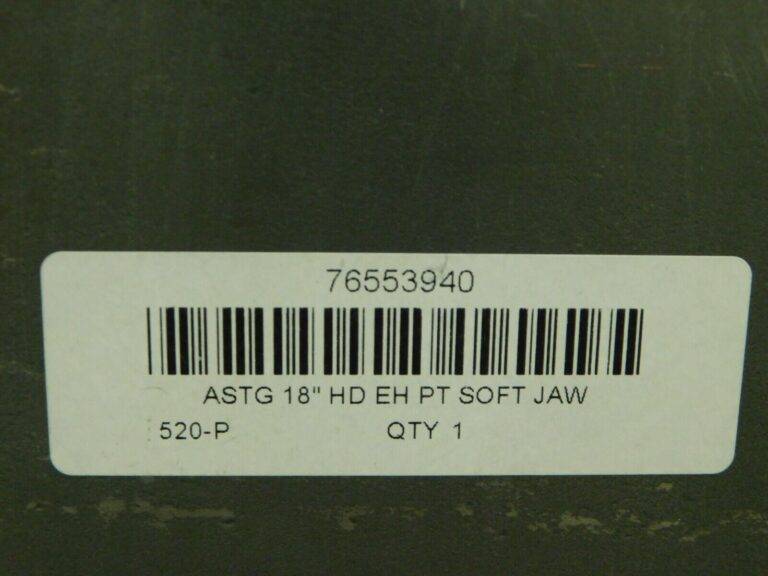 76553940
ASTG 18" HD EH PT SOFT JAW
520-P QTY 1